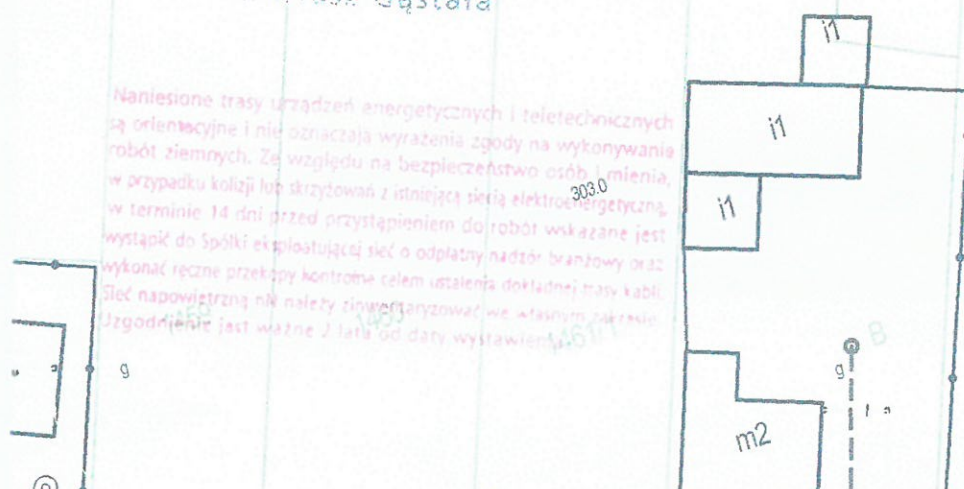 i1
Naniesione trasy urządzeń energetycznych i teletechnicznych
są orientacyjne i nie oznaczają wyrażenia zgody na wykonywanie
robót ziemnych. Ze względu na bezpieczeństwo osób i mienia,
w przypadku kolizji lub skrzyżowań z istniejącą siecią elektroenergetyczną,
w terminie 14 dni przed przystąpieniem do robót wskazane jest
wystąpić do Spółki eksploatującej sieć o odpłatny nadzór branżowy oraz
wykonać ręczne przekopy kontrolne celem ustalenia dokładnej trasy kabli.
Sieć napowietrzną nN należy zinwentaryzować we własnym zakresie.
Uzgodnienie jest ważne 2 lata od daty wystawienia.
i1
303.0
i1
1459
1461/1
B
g
g
m2